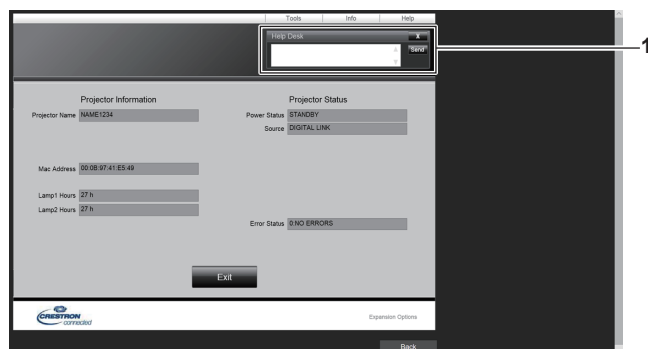 Tools Info Help
Help Desk X
Send
1
Projector Information Projector Status
Projector Name NAME1234 Power Status STANDBY
Source DIGITAL LINK
Mac Address 00:0B:97:41:E5:49
Lamp1 Hours 27 h
Lamp2 Hours 27 h
Error Status 0:NO ERRORS
Exit
CRESTRON
connected
Expansion Options
Back